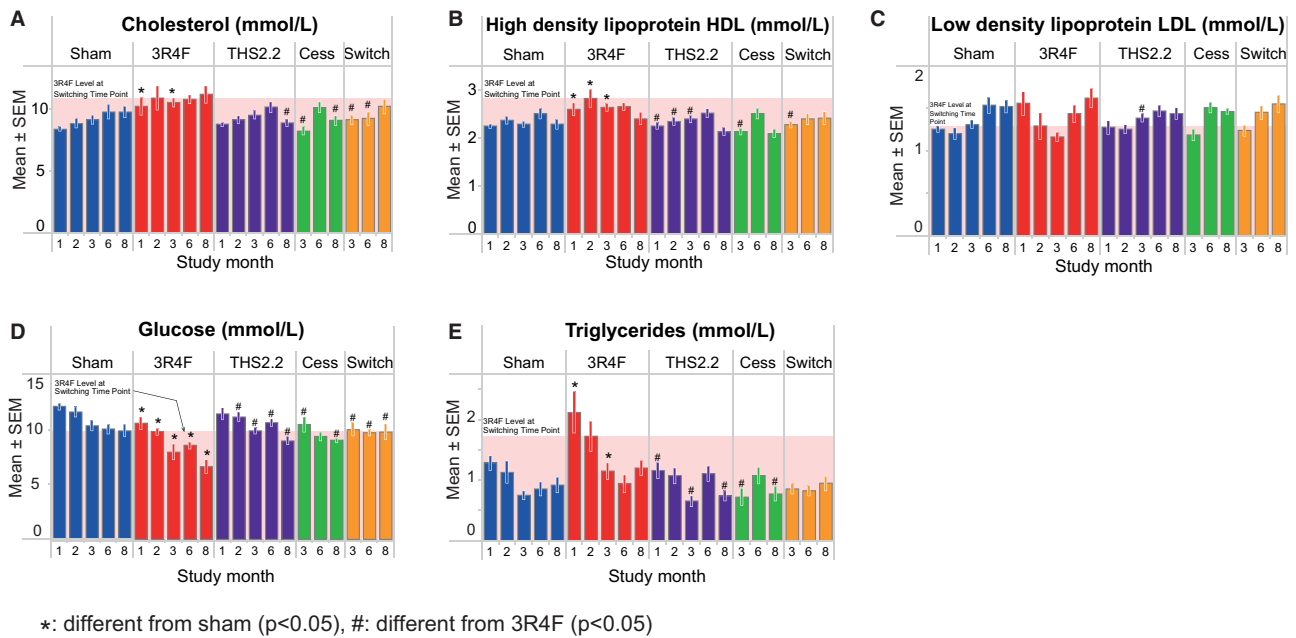 A
Cholesterol (mmol/L)
Sham 3R4F THS2.2 Cess Switch
3R4F Level at
Switching Time Point
Mean ± SEM
10
5
0
* * # # # # #
1 2 3 6 8 1 2 3 6 8 1 2 3 6 8 3 6 8 3 6 8
Study month
B
High density lipoprotein HDL (mmol/L)
Sham 3R4F THS2.2 Cess Switch
3R4F Level at
Switching Time Point
Mean ± SEM
3
2
1
0
* * * # # # # #
1 2 3 6 8 1 2 3 6 8 1 2 3 6 8 3 6 8 3 6 8
Study month
C
Low density lipoprotein LDL (mmol/L)
Sham 3R4F THS2.2 Cess Switch
3R4F Level at
Switching Time
Point
Mean ± SEM
2
1
0
#
1 2 3 6 8 1 2 3 6 8 1 2 3 6 8 3 6 8 3 6 8
Study month
D
Glucose (mmol/L)
Sham 3R4F THS2.2 Cess Switch
3R4F Level at
Switching Time Point
Mean ± SEM
15
10
5
0
* * * * * # # # # # # # # #
1 2 3 6 8 1 2 3 6 8 1 2 3 6 8 3 6 8 3 6 8
Study month
E
Triglycerides (mmol/L)
Sham 3R4F THS2.2 Cess Switch
3R4F Level at
Switching Time Point
Mean ± SEM
2
1
0
* * # # # # #
1 2 3 6 8 1 2 3 6 8 1 2 3 6 8 3 6 8 3 6 8
Study month
*: different from sham (p<0.05), #: different from 3R4F (p<0.05)